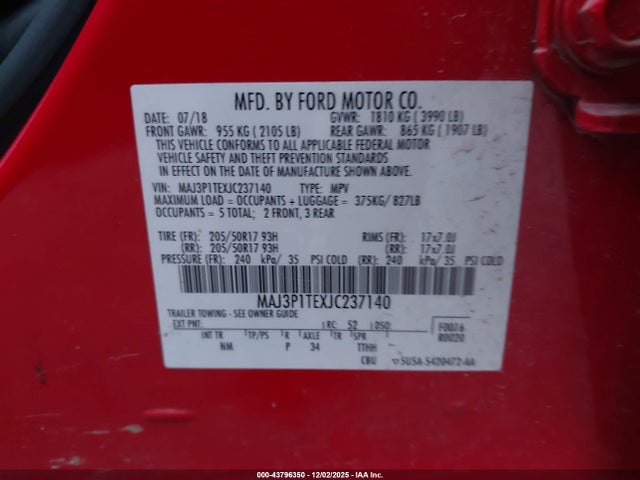 MFD. BY FORD MOTOR CO.
DATE: 07/18 GVWR: 1810 KG ( 3990 LB)
FRONT GAWR: 955 KG ( 2105 LB) REAR GAWR: 865 KG ( 1907 LB)
THIS VEHICLE CONFORMS TO ALL APPLICABLE FEDERAL MOTOR
VEHICLE SAFETY AND THEFT PREVENTION STANDARDS
IN EFFECT ON THE DATE OF MANUFACTURE SHOWN ABOVE.
VIN: MAJ3P1TEXJC237140 TYPE: MPV
MAXIMUM LOAD = OCCUPANTS + LUGGAGE = 375KG/ 827LB
OCCUPANTS = 5 TOTAL; 2 FRONT, 3 REAR
TIRE (FR): 205/50R17 93H RIMS (FR): 17x7.0J
(RR): 205/50R17 93H (RR): 17x7.0J
PRESSURE (FR): 240 kPa/ 35 PSI COLD (RR): 240 kPa/ 35 PSI COLD
MAJ3P1TEXJC237140
TRAILER TOWING - SEE OWNER GUIDE
EXT PNT: RC: 52 DSO: F0016
INT TR TP/PS R AXLE TR SPR R0020
NM P 34 TTHH
CBU 5U5A-5420472-AA
000-43796350 - 12/02/2025 - IAA Inc.